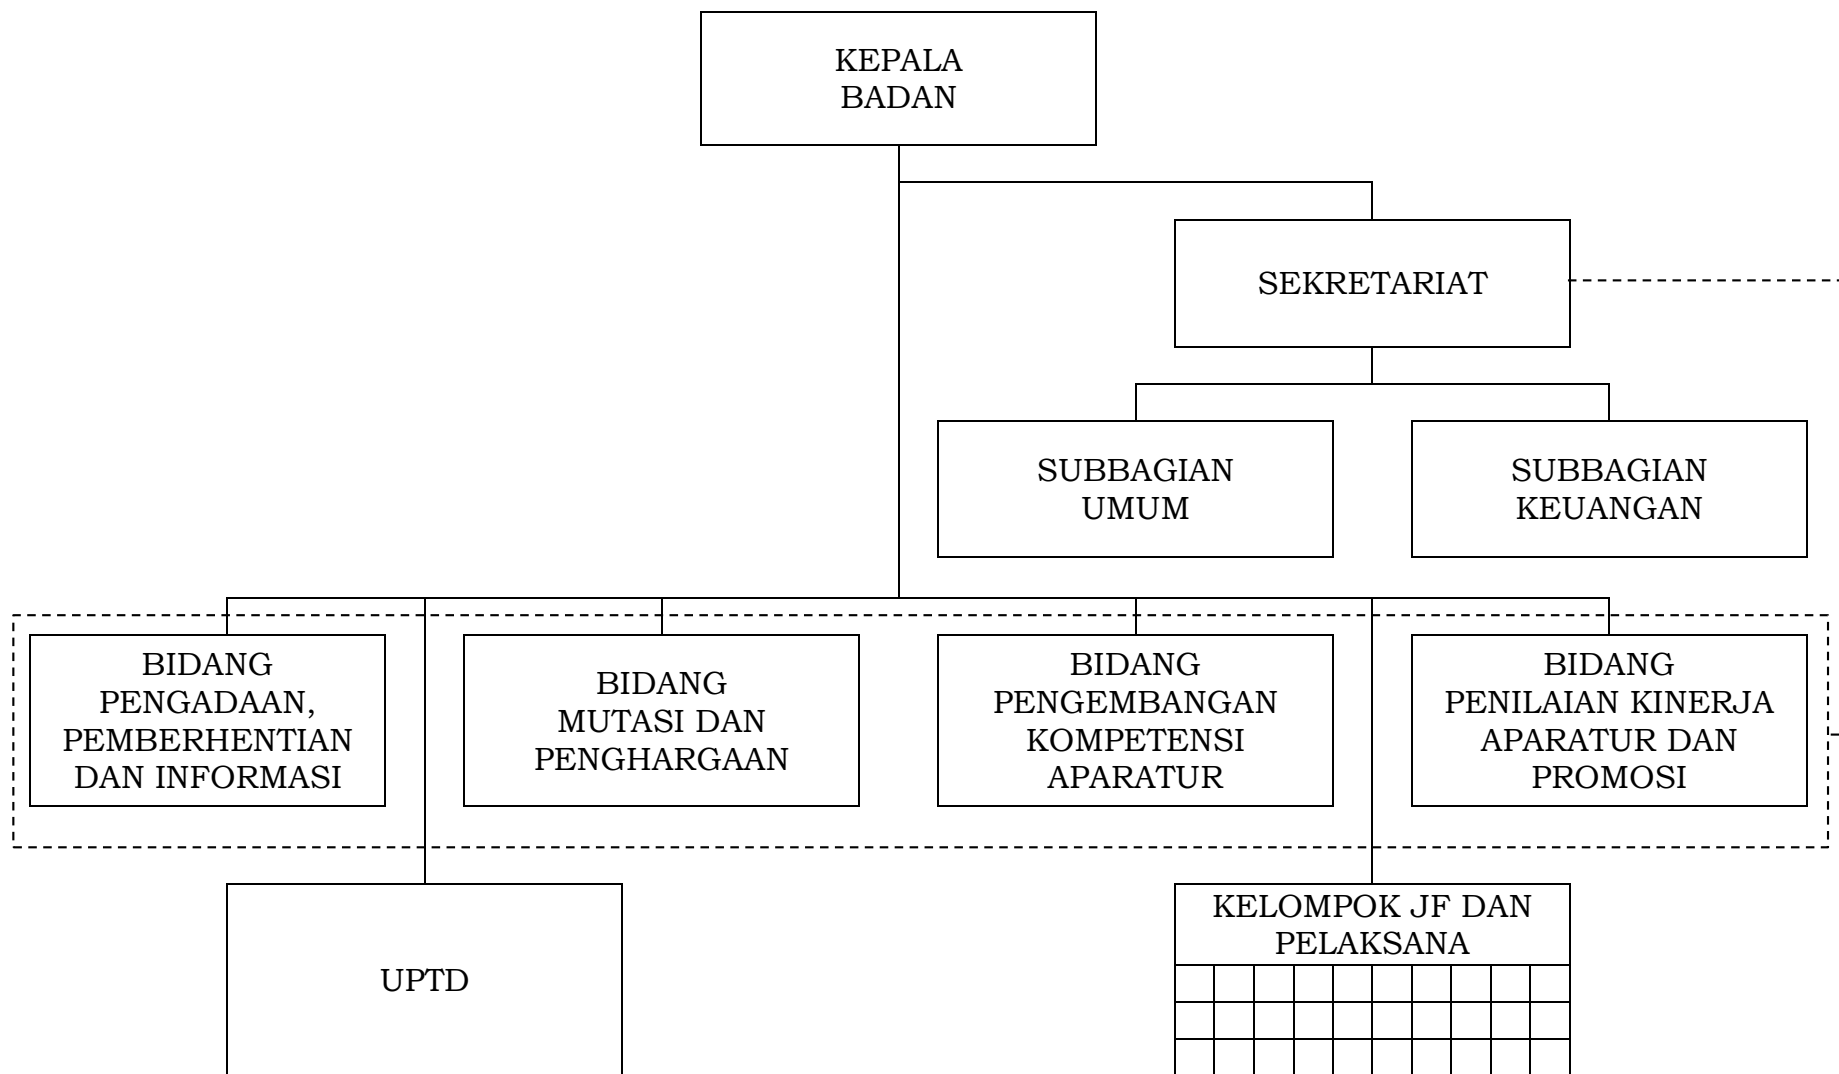 KEPALA
BADAN
SEKRETARIAT
SUBBAGIAN
UMUM
SUBBAGIAN
KEUANGAN
BIDANG
PENGADAAN,
PEMBERHENTIAN
DAN INFORMASI
BIDANG
MUTASI DAN
PENGHARGAAN
BIDANG
PENGEMBANGAN
KOMPETENSI
APARATUR
BIDANG
PENILAIAN KINERJA
APARATUR DAN
PROMOSI
UPTD
KELOMPOK JF DAN
PELAKSANA